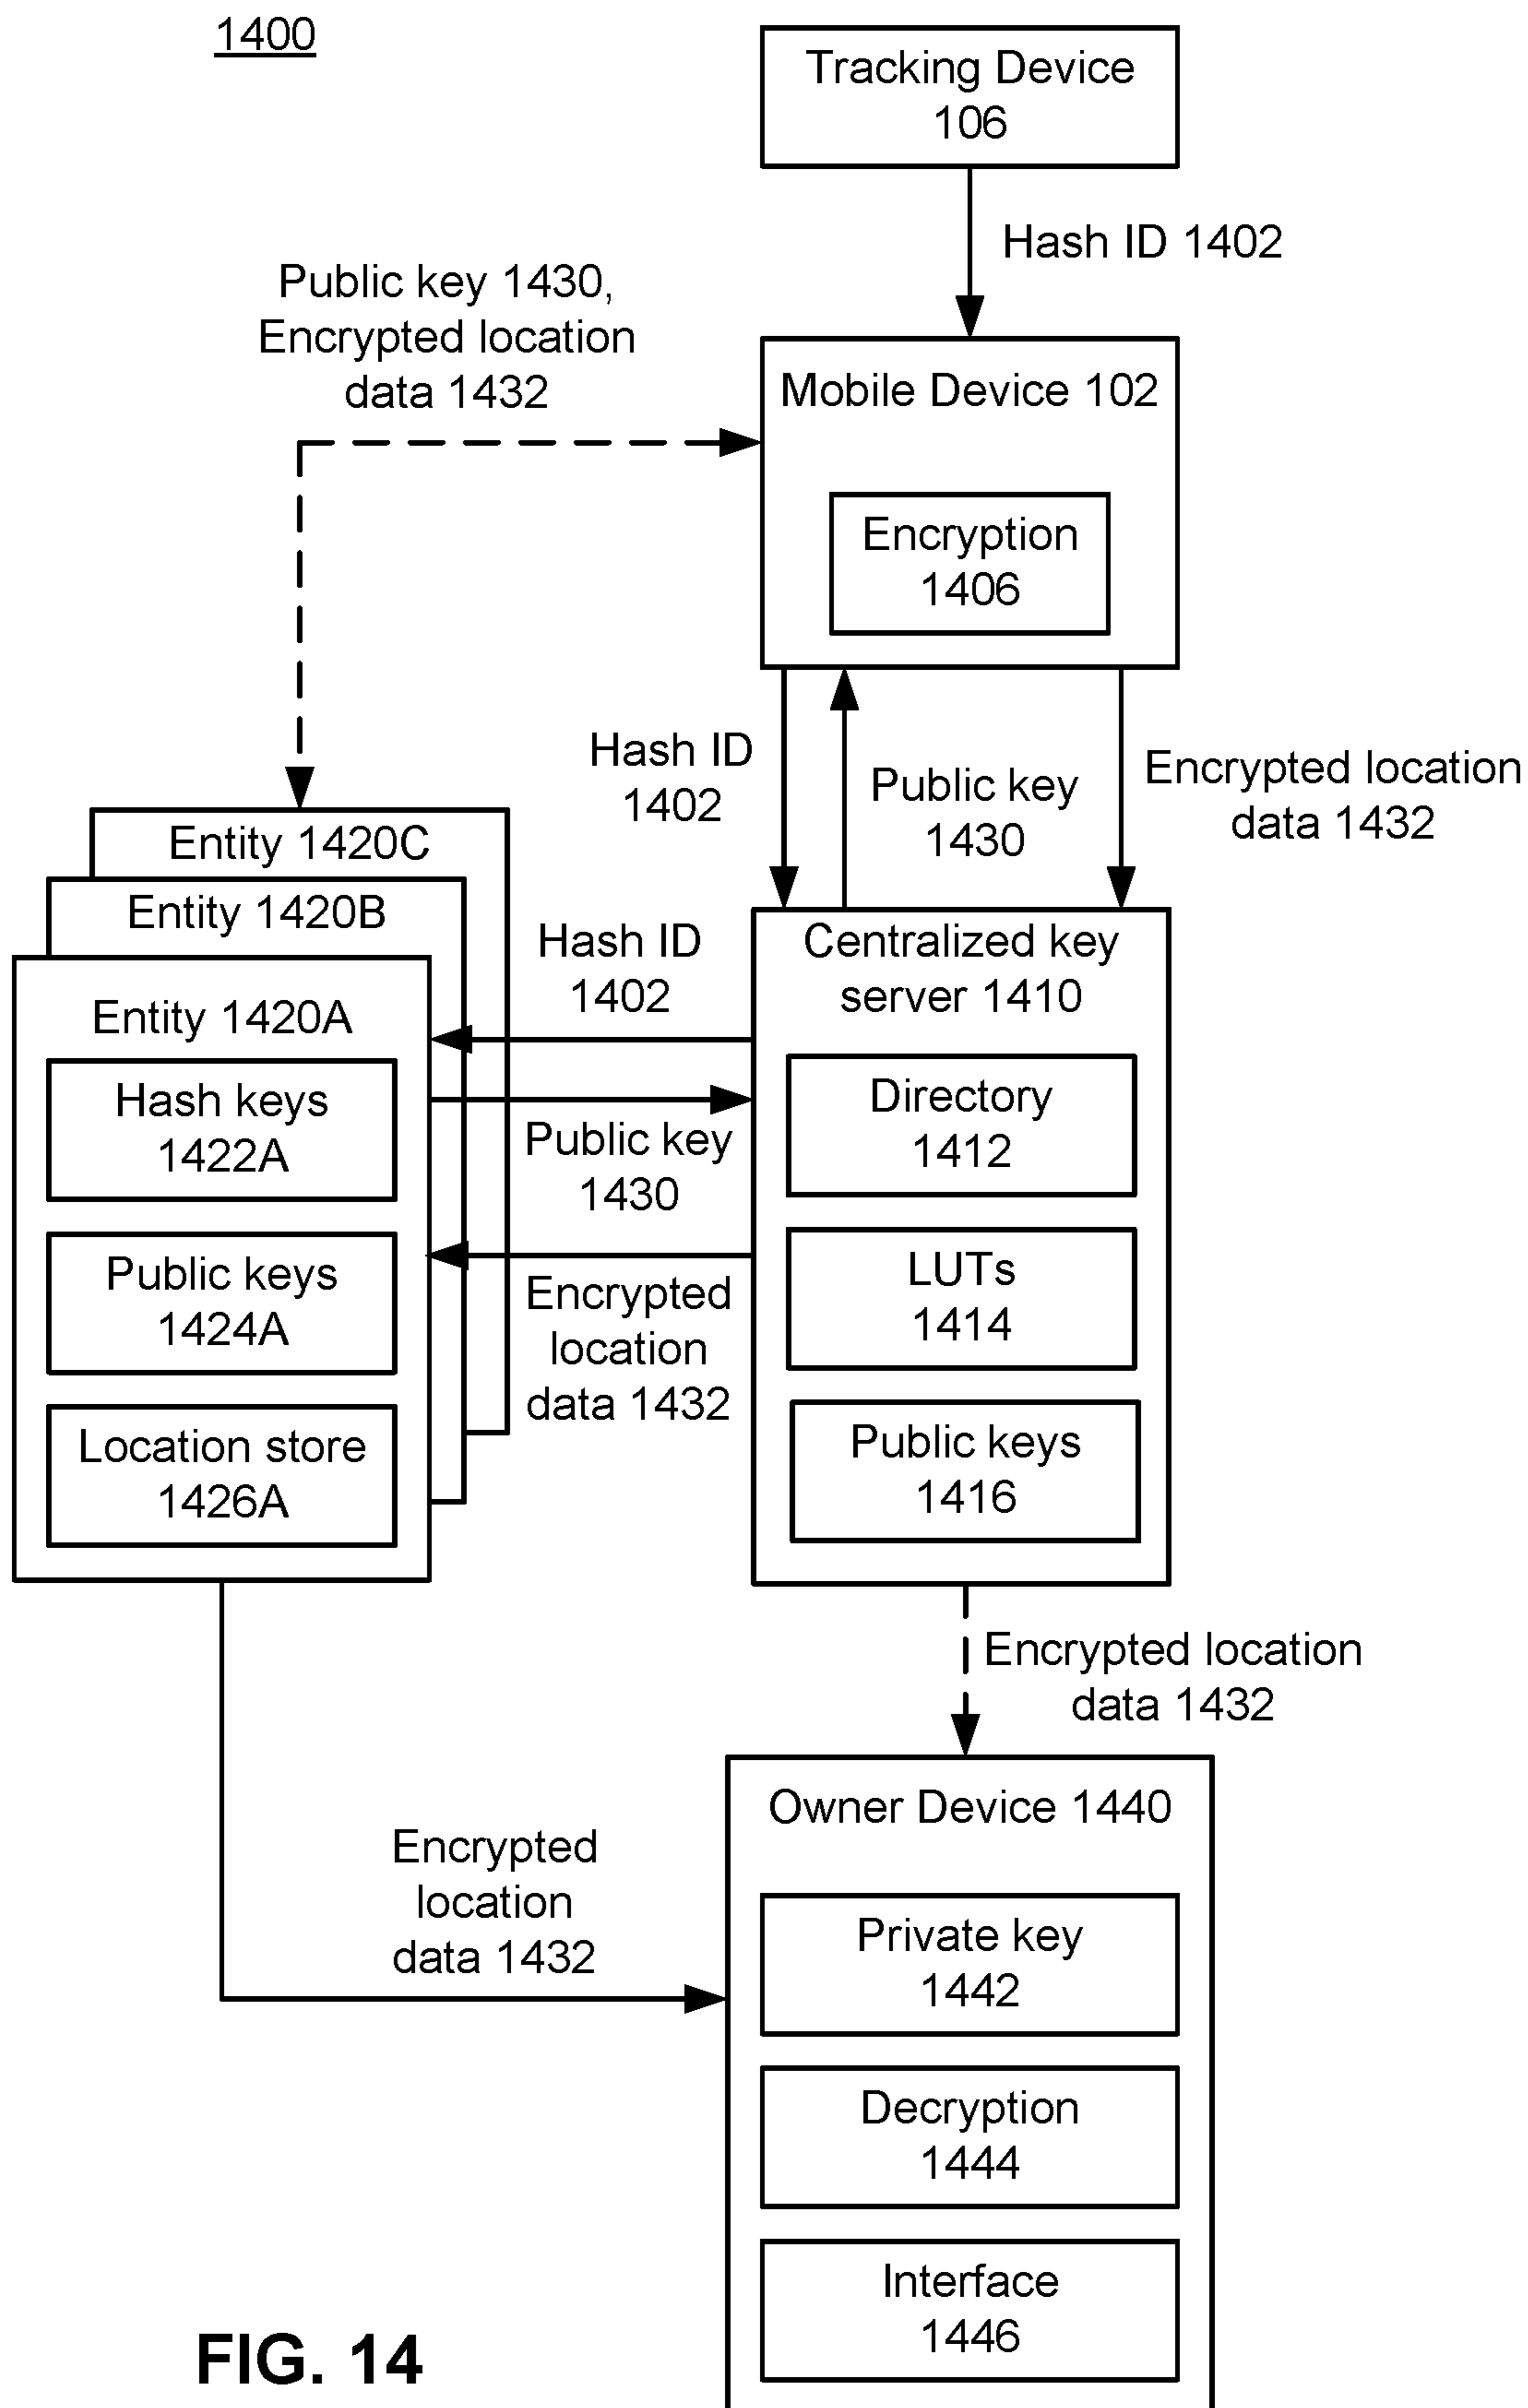 1400
Tracking Device
106
Hash ID 1402
Public key 1430,
Encrypted location
data 1432
Mobile Device 102
Encryption
1406
Hash ID
1402
Public key
1430
Encrypted location
data 1432
Entity 1420C
Entity 1420B
Entity 1420A
Hash keys
1422A
Public keys
1424A
Location store
1426A
Hash ID
1402
Public key
1430
Encrypted
location
data 1432
Centralized key
server 1410
Directory
1412
LUTs
1414
Public keys
1416
Encrypted location
data 1432
Encrypted
location
data 1432
Owner Device 1440
Private key
1442
Decryption
1444
Interface
1446
FIG. 14